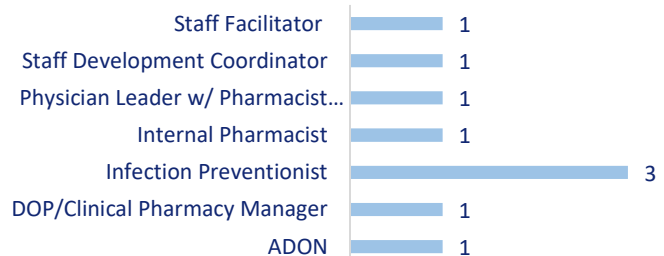 Staff Facilitator 1
Staff Development Coordinator 1
Physician Leader w/ Pharmacist... 1
Internal Pharmacist 1
Infection Preventionist 3
DOP/Clinical Pharmacy Manager 1
ADON 1